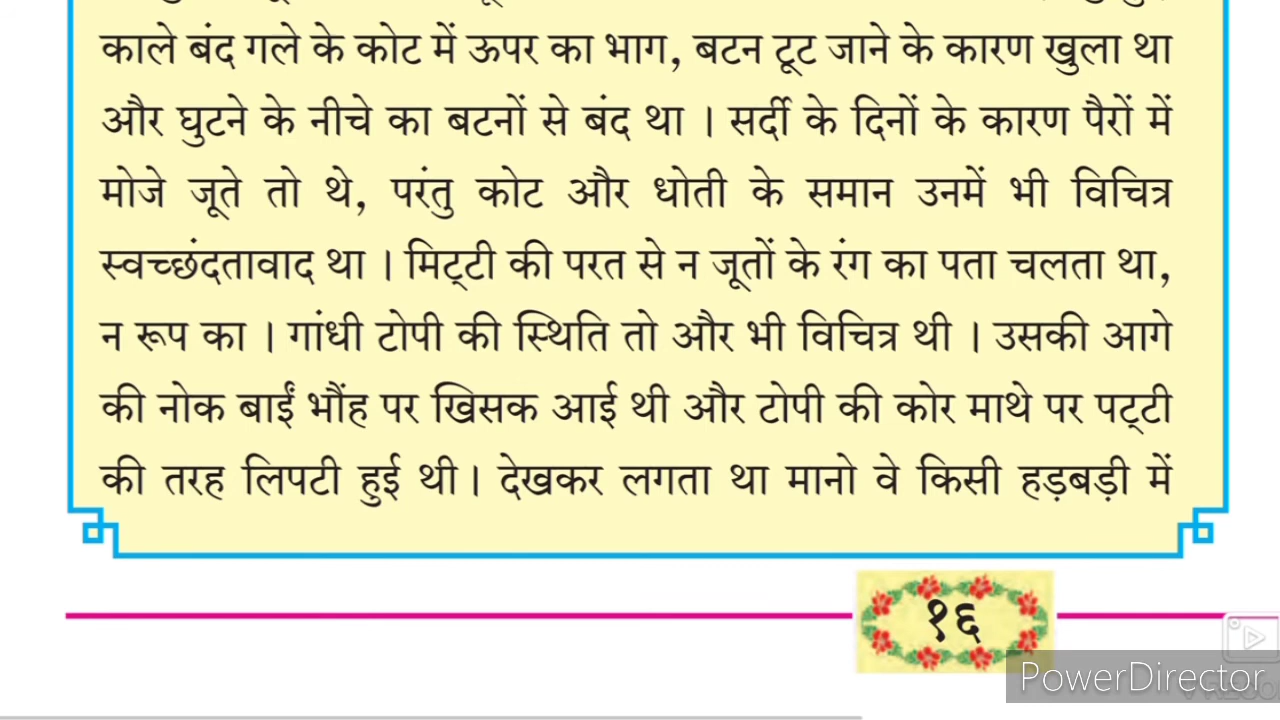 काले बंद गले के कोट में ऊपर का भाग, बटन टूट जाने के कारण खुला था
और घुटने के नीचे का बटनों से बंद था । सर्दी के दिनों के कारण पैरों में
मोजे जूते तो थे, परंतु कोट और धोती के समान उनमें भी विचित्र
स्वच्छंदतावाद था । मिट्‌टी की परत से न जूतों के रंग का पता चलता था,
न रूप का । गांधी टोपी की स्थिति तो और भी विचित्र थी । उसकी आगे
की नोक बाईं भौंह पर खिसक आई थी और टोपी की कोर माथे पर पट्‌टी
की तरह लिपटी हुई थी । देखकर लगता था मानो वे किसी हड़बड़ी में
१६
PowerDirector